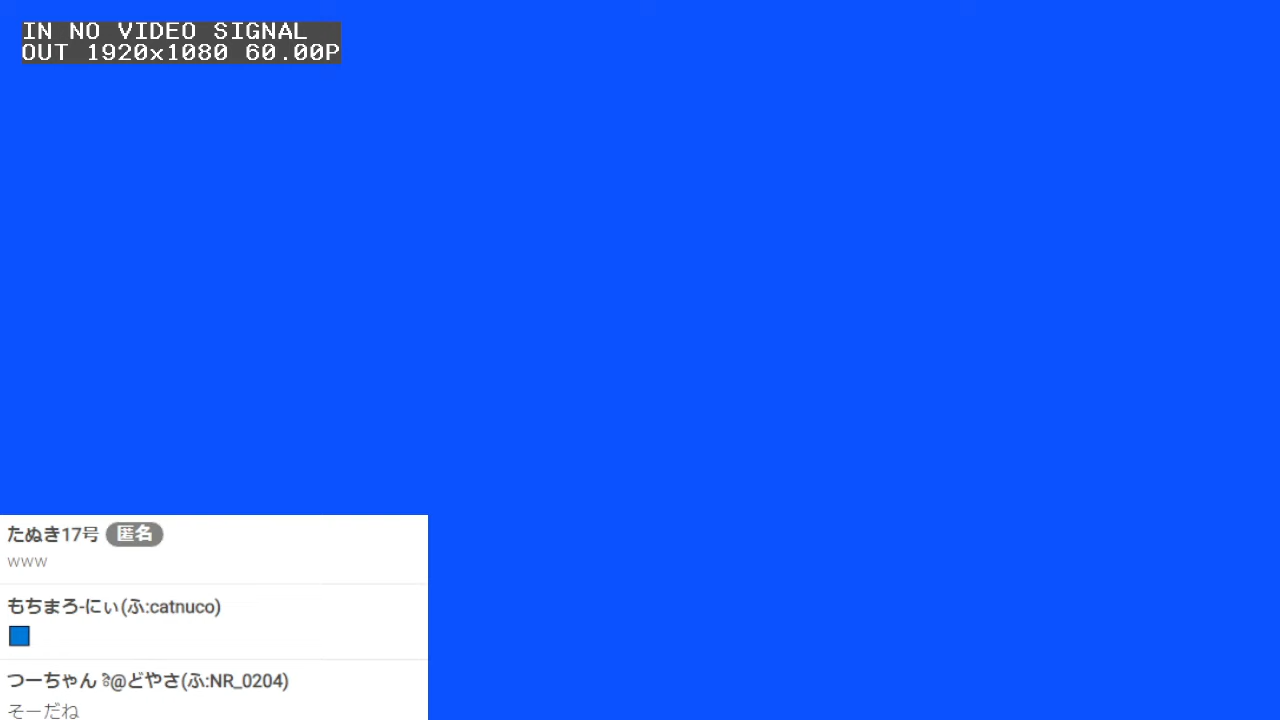 IN NO VIDEO SIGNAL
OUT 1920x1080 60.00P
たぬき17号 匿名
www
もちまろ-にぃ(ふ:catnuco)
🟦
つーちゃん @どやさ(ふ:NR_0204)
そーだね